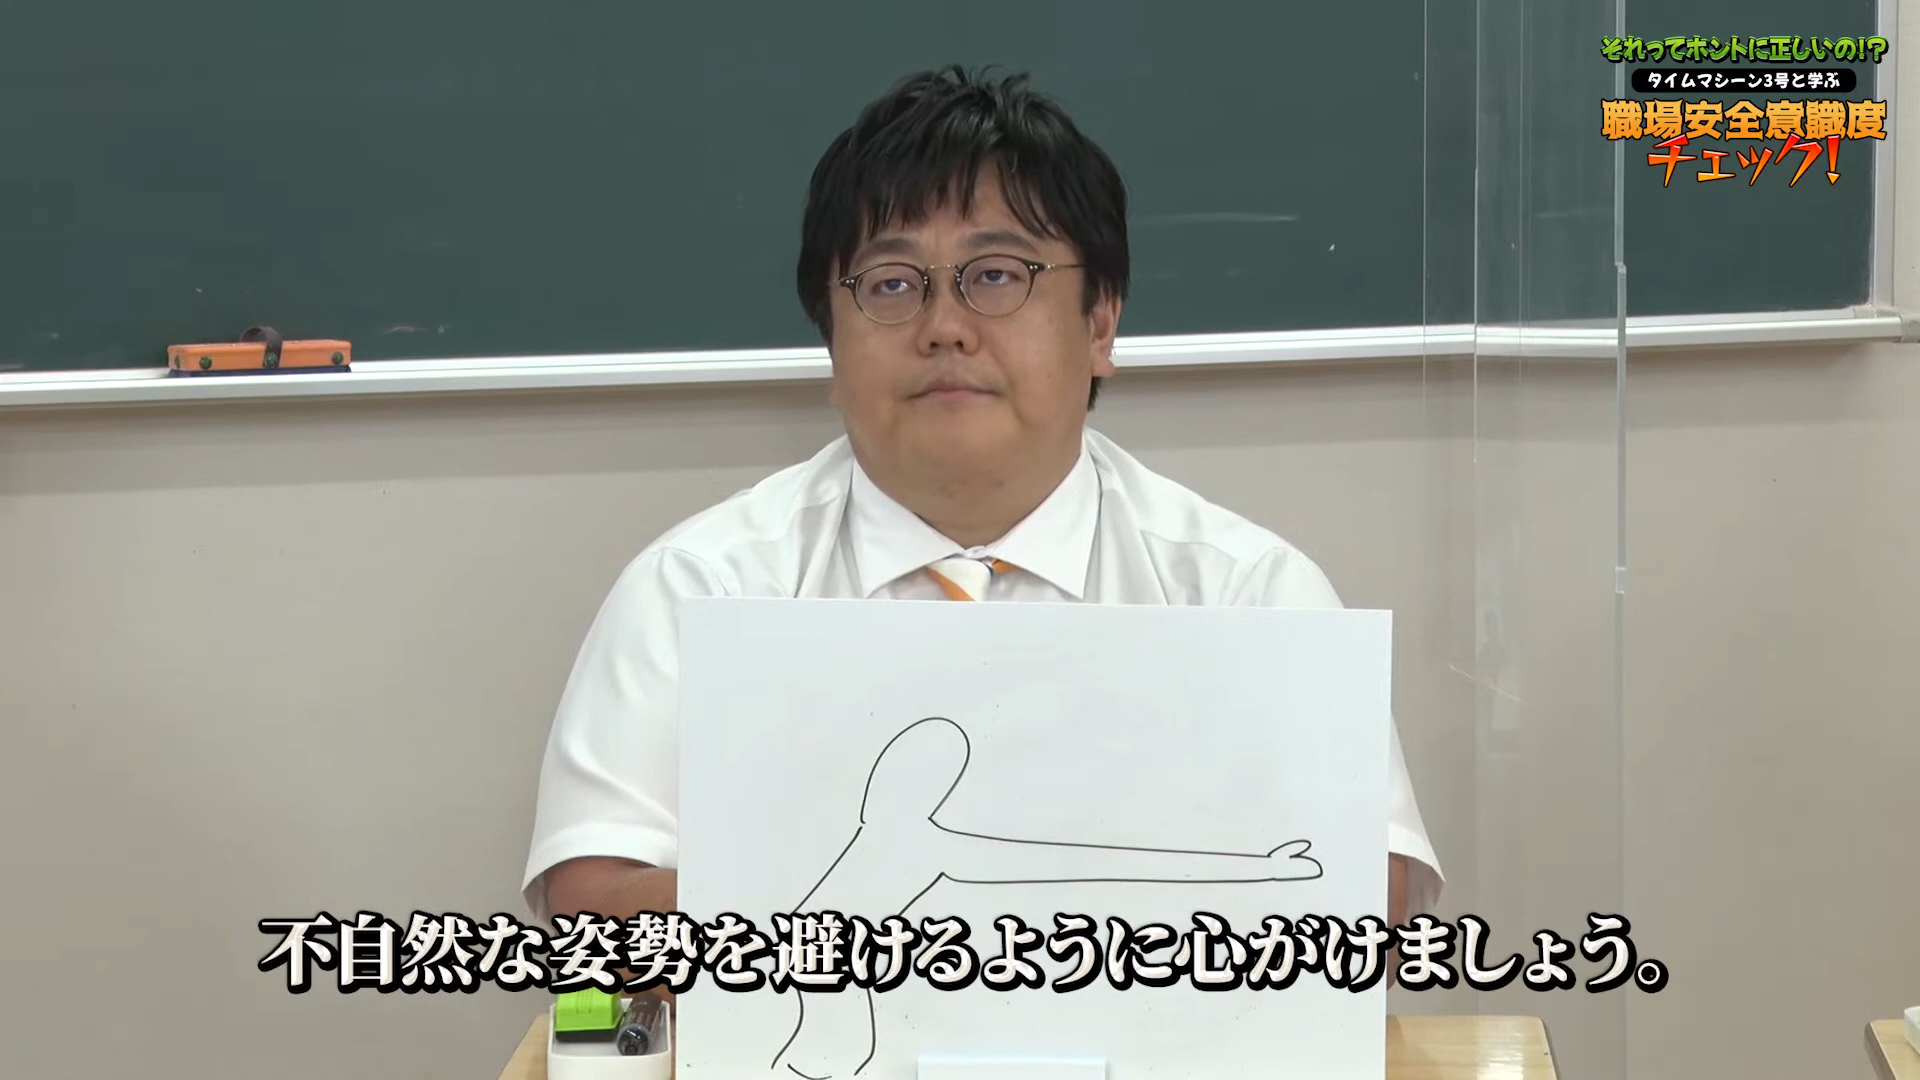 それってホントに正しいの!?
タイムマシーン3号と学ぶ
職場安全意識度
チェック!
不自然な姿勢を避けるように心がけましょう。